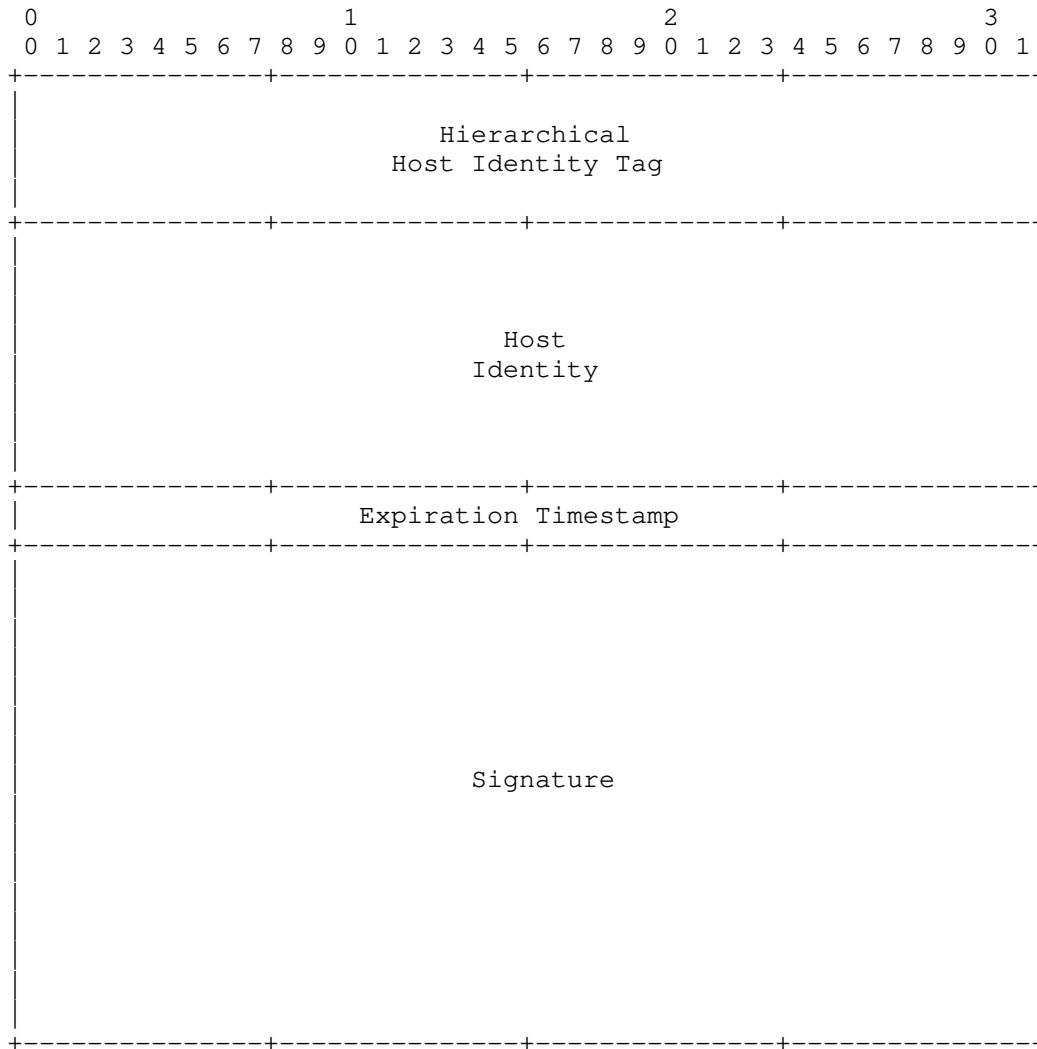 0 1 2 3
0 1 2 3 4 5 6 7 8 9 0 1 2 3 4 5 6 7 8 9 0 1 2 3 4 5 6 7 8 9 0 1
Hierarchical
Host Identity Tag
Host
Identity
Expiration Timestamp
Signature